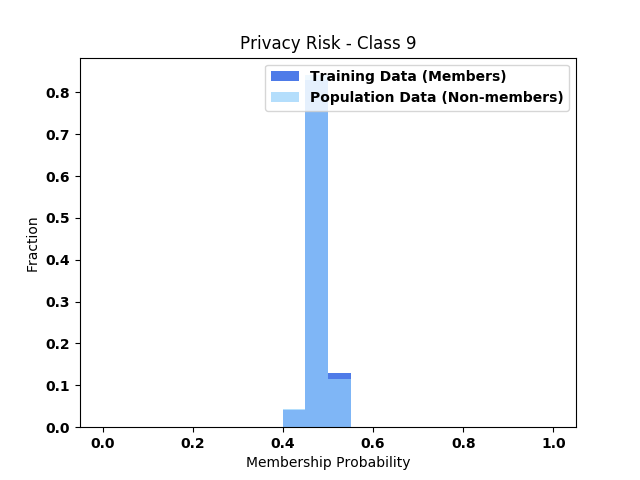 Privacy Risk - Class 9
Training Data (Members)
Population Data (Non-members)
0.8
0.7
0.6
0.5
0.4
0.3
0.2
0.1
0.0
Fraction
0.0 0.2 0.4 0.6 0.8 1.0
Membership Probability